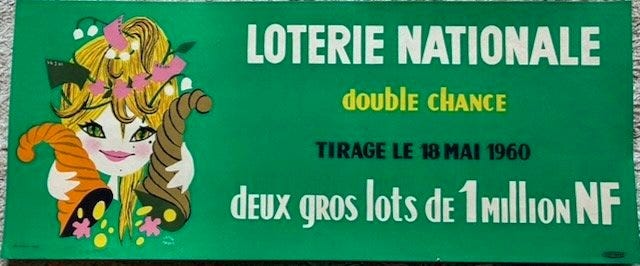 LOTERIE NATIONALE
double CHANCE
TIRAGE LE 18 MAI 1960
deux gros lots de 1 Million NF